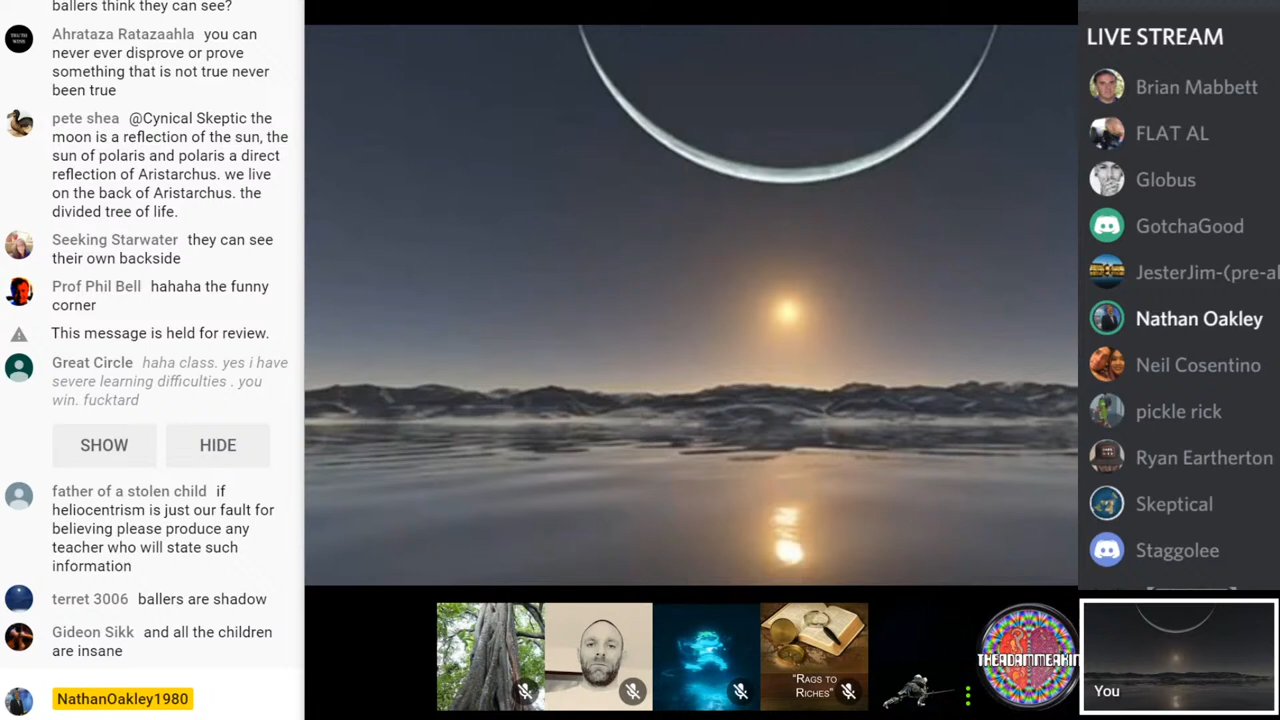 ballers think they can see?
Ahrataza Ratazaahla you can
never ever disprove or prove
something that is not true never
been true
pete shea @Cynical Skeptic the
moon is a reflection of the sun, the
sun of polaris and polaris a direct
reflection of Aristarchus. we live
on the back of Aristarchus. the
divided tree of life.
Seeking Starwater they can see
their own backside
Prof Phil Bell hahaha the funny
corner
This message is held for review.
Great Circle haha class. yes i have
severe learning difficulties . you
win. fucktard
SHOW HIDE
father of a stolen child if
heliocentrism is just our fault for
believing please produce any
teacher who will state such
information
terret 3006 ballers are shadow
Gideon Sikk and all the children
are insane
NathanOakley1980
"RAGS TO
RICHES"
THEADAMMEAKIN
LIVE STREAM
Brian Mabbett
FLAT AL
Globus
GotchaGood
JesterJim-(pre-al
Nathan Oakley
Neil Cosentino
pickle rick
Ryan Eartherton
Skeptical
Staggolee
You